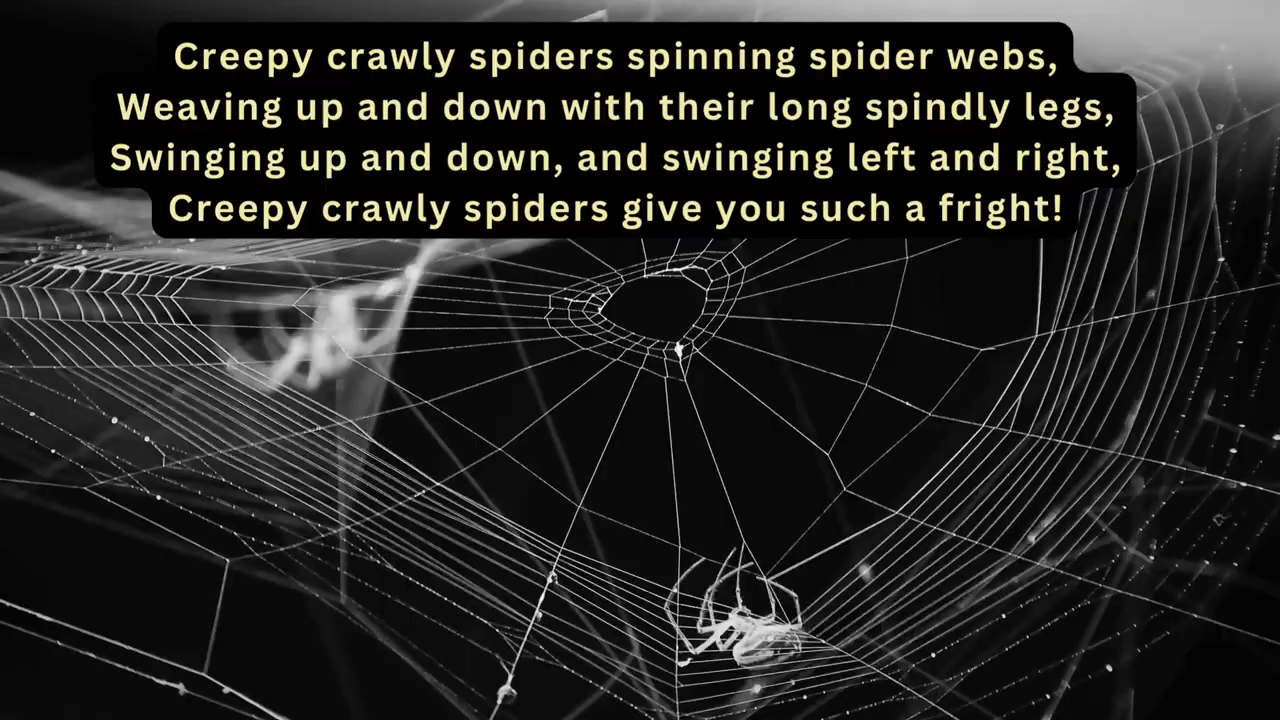 Creepy crawly spiders spinning spider webs,
Weaving up and down with their long spindly legs,
Swinging up and down, and swinging left and right,
Creepy crawly spiders give you such a fright!